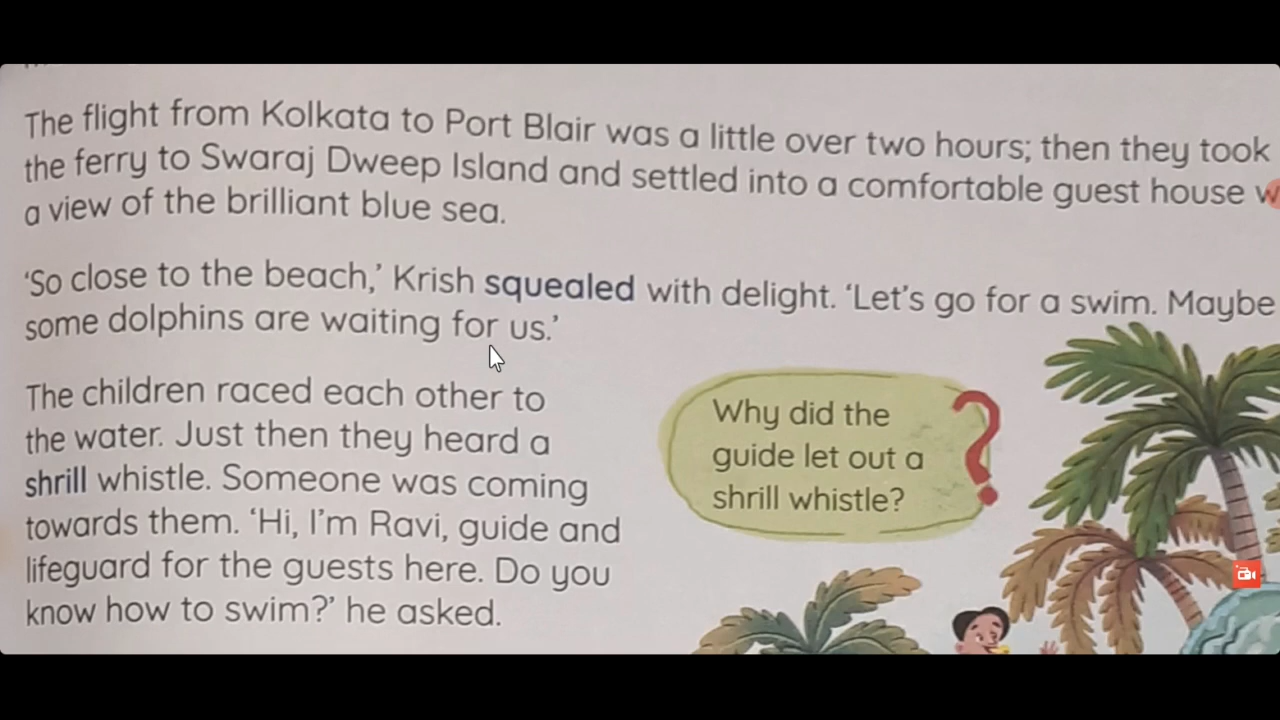 The flight from Kolkata to Port Blair was a little over two hours; then they took
the ferry to Swaraj Dweep Island and settled into a comfortable guest house
a view of the brilliant blue sea.
‘So close to the beach,’ Krish squealed with delight. ‘Let’s go for a swim. Maybe
some dolphins are waiting for us.’
The children raced each other to
the water. Just then they heard a
shrill whistle. Someone was coming
towards them. ‘Hi, I’m Ravi, guide and
lifeguard for the guests here. Do you
know how to swim?’ he asked.
Why did the
guide let out a
shrill whistle?